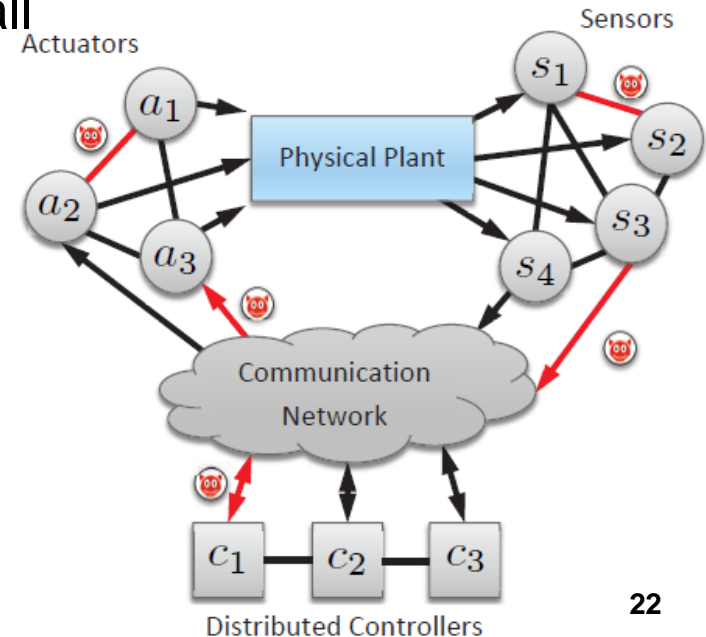 all
Sensors
Actuators
s1
a1
s2
Physical Plant
a2
s3
a3
s4
Communication
Network
c1
c2
c3
22
Distributed Controllers